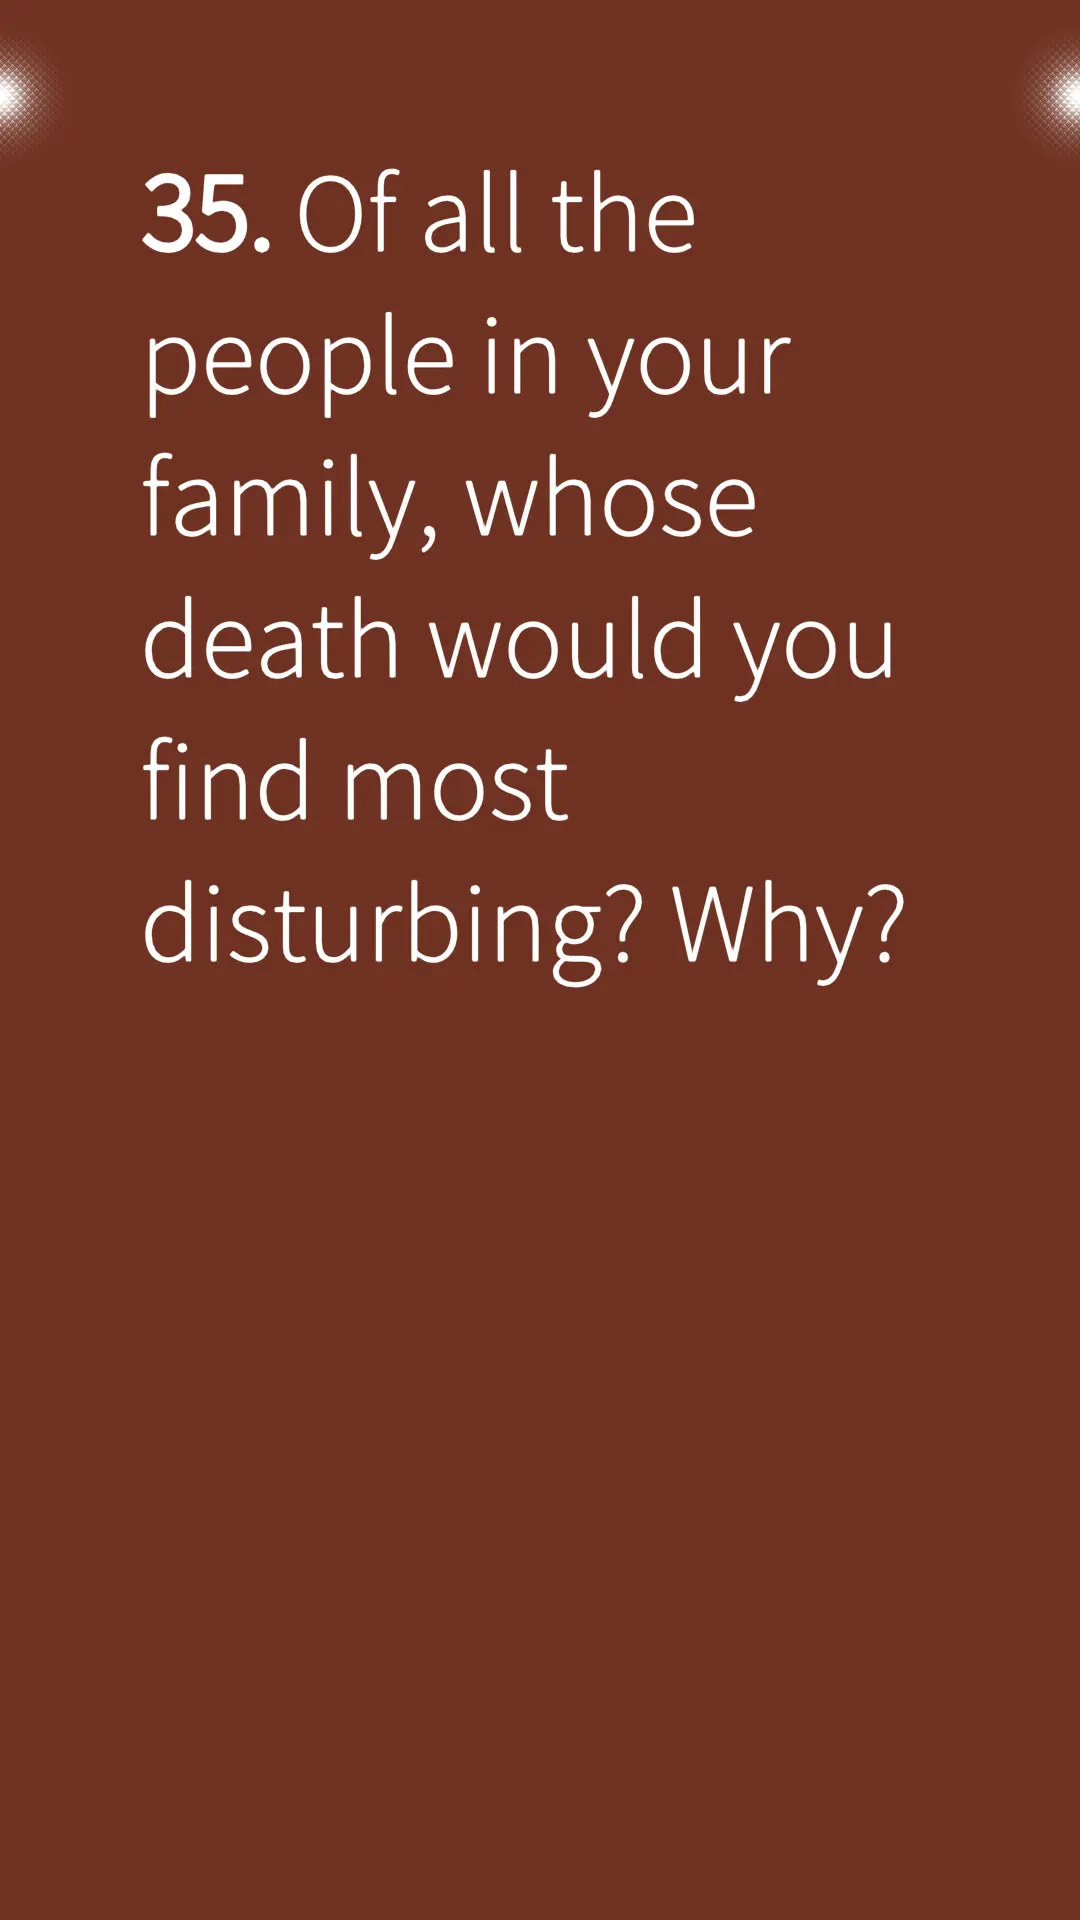 35. Of all the
people in your
family, whose
death would you
find most
disturbing? Why?